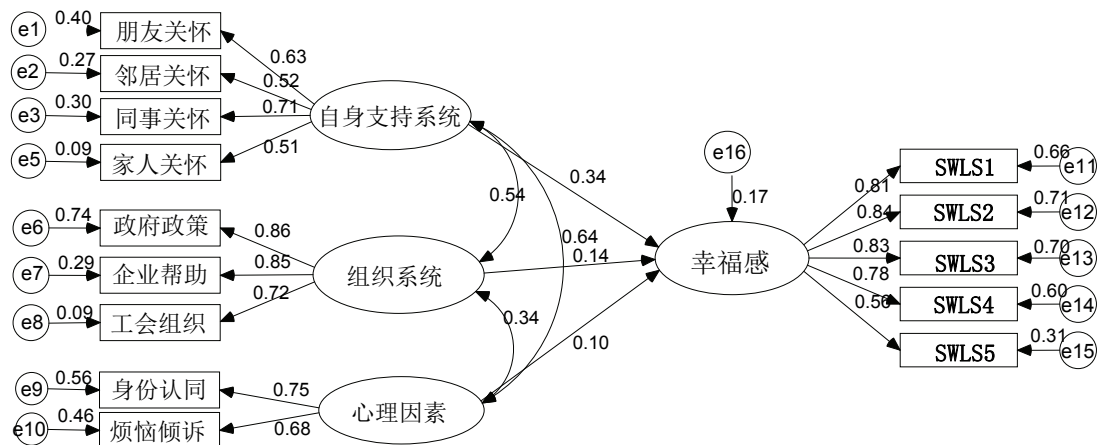 e1 0.40 朋友关怀
e2 0.27 邻居关怀
e3 0.30 同事关怀
e5 0.09 家人关怀
0.63
0.52
0.71
0.51
自身支持系统
e6 0.74 政府政策
e7 0.29 企业帮助
e8 0.09 工会组织
0.86
0.85
0.72
组织系统
e9 0.56 身份认同
e10 0.46 烦恼倾诉
0.75
0.68
心理因素
0.54
0.64
0.34
0.34
0.14
0.10
e16
0.17
幸福感
0.81
0.84
0.83
0.78
0.56
SWLS1 0.66 e11
SWLS2 0.71 e12
SWLS3 0.70 e13
SWLS4 0.60 e14
SWLS5 0.31 e15